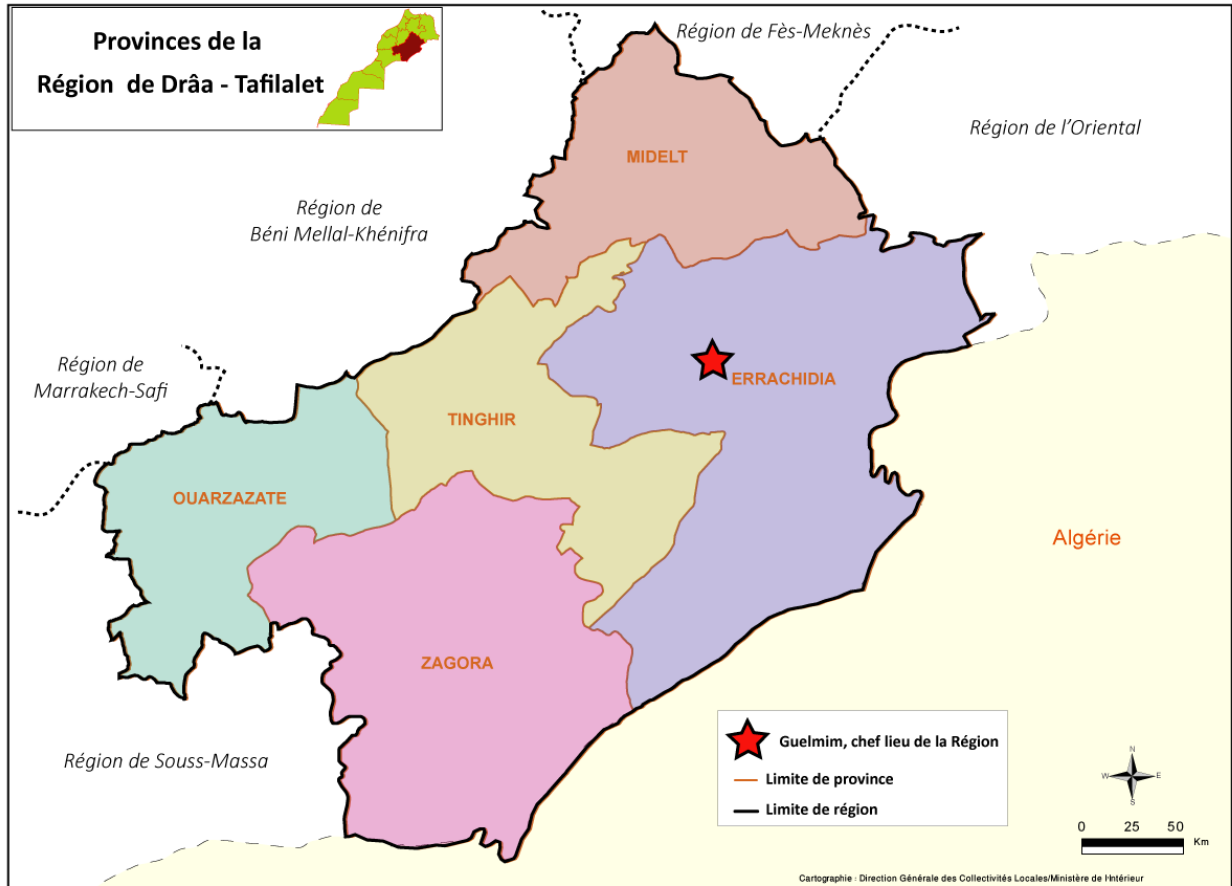 Provinces de la
Région de Drâa - Tafilalet
Région de Fès-Meknès
Région de l'Oriental
MIDELT
Région de
Béni Mellal-Khénifra
Région de
Marrakech-Safi
ERRACHIDIA
TINGHIR
OUARZAZATE
Algérie
ZAGORA
Région de Souss-Massa
Guelmim, chef lieu de la Région
Limite de province
Limite de région
N
W E
S
0 25 50
Km
Cartographie : Direction Générale des Collectivités Locales/Ministère de Hntérieur